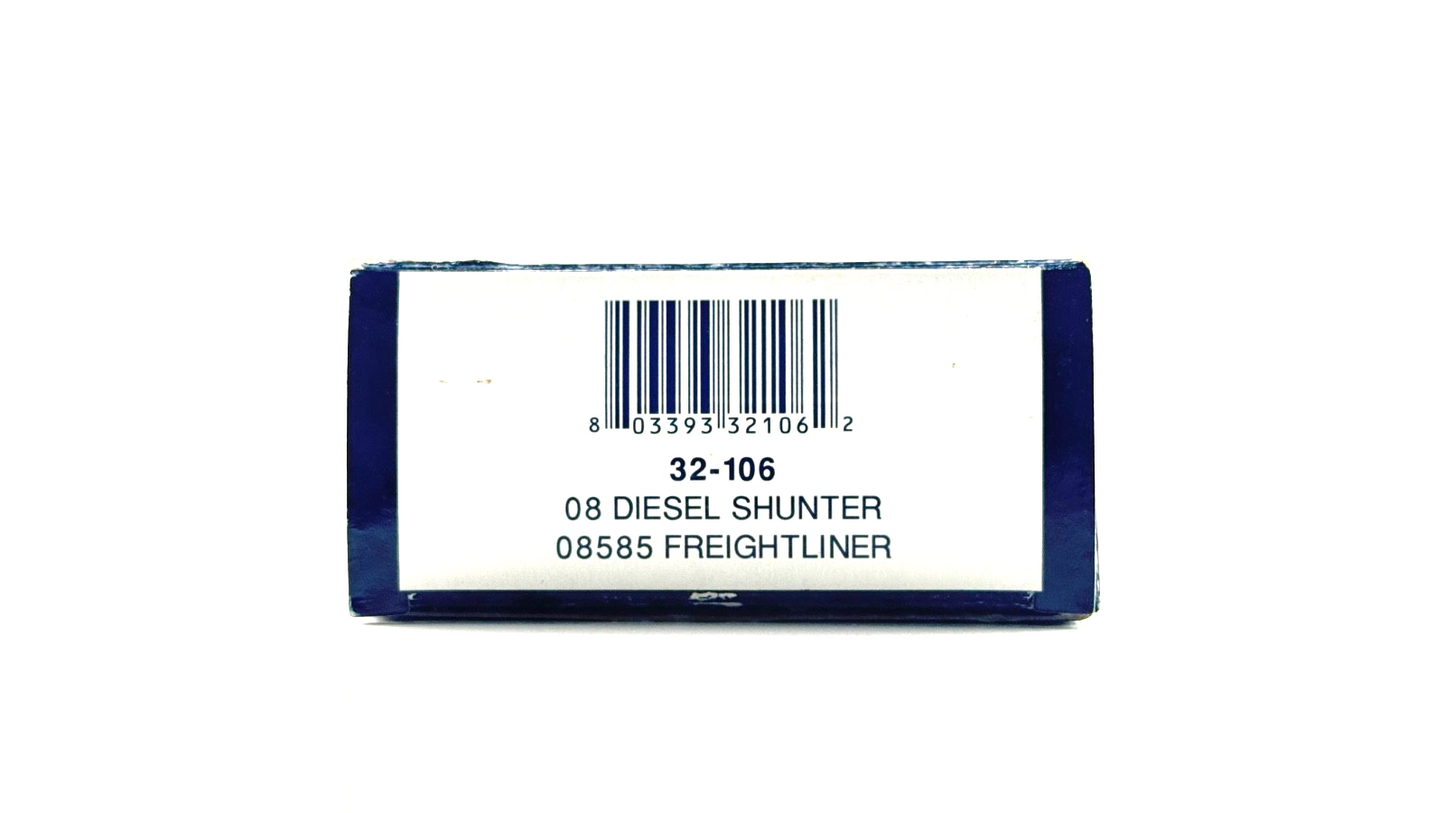 8 03393 32106 2
32-106
08 DIESEL SHUNTER
08585 FREIGHTLINER